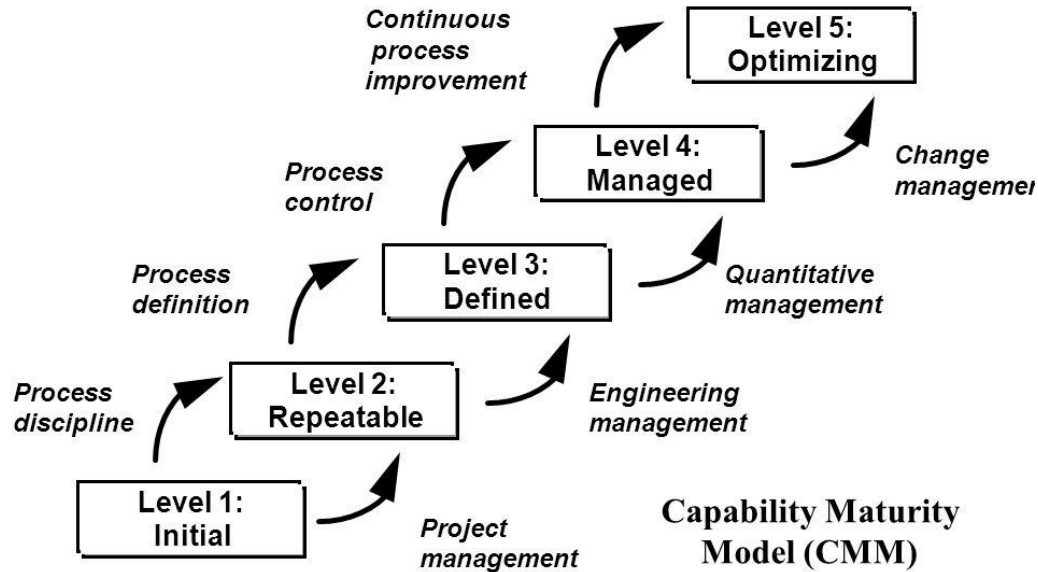 Continuous
process
improvement
Level 5:
Optimizing
Process
control
Level 4:
Managed
Change
managemen
Process
definition
Level 3:
Defined
Quantitative
management
Process
discipline
Level 2:
Repeatable
Engineering
management
Level 1:
Initial
Project
management
Capability Maturity
Model (CMM)